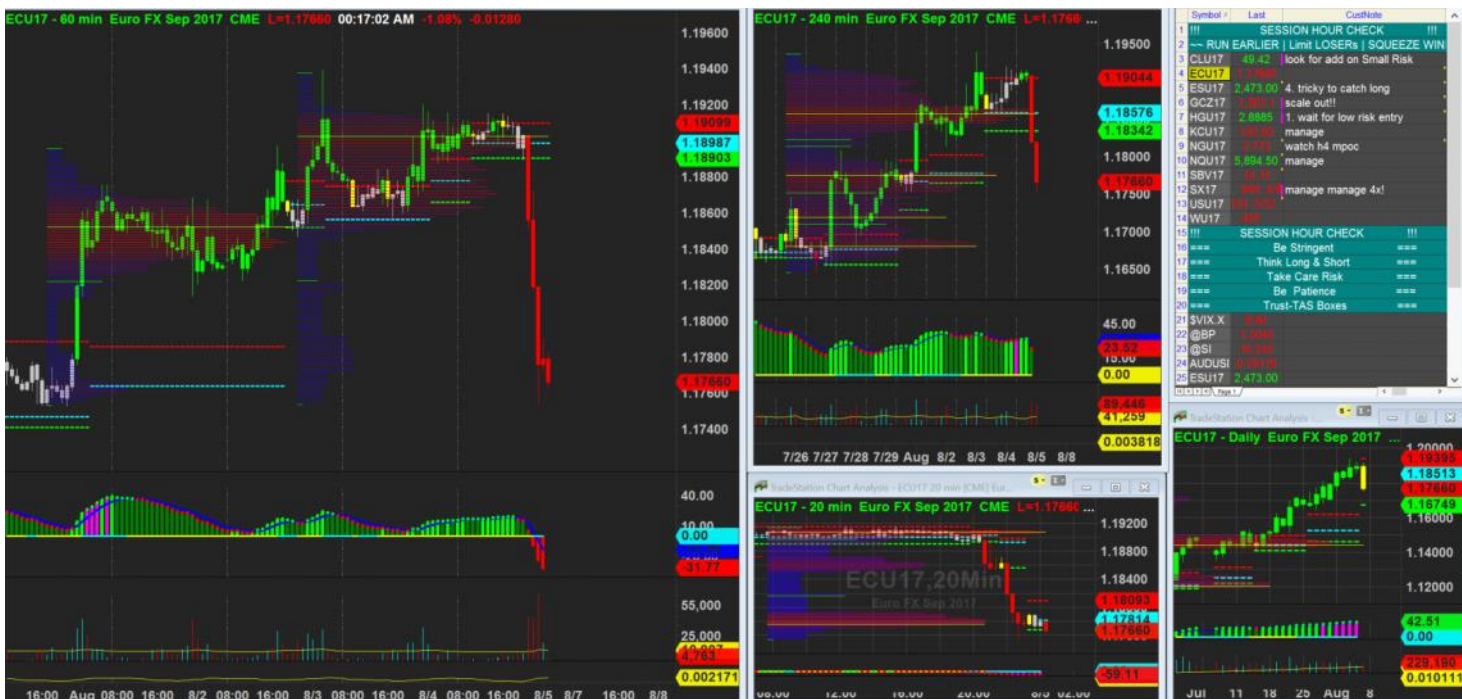 ECU17 - 60 min Euro FX Sep 2017 CME L=1.17660 00:17:02 AM -1.08% -0.01280
1.19600
1.19400
1.19200
1.19099
1.18987
1.18903
1.18800
1.18600
1.18400
1.18200
1.18000
1.17800
1.17660
1.17600
1.17400
40.00
10.00
0.00
-31.77
55,000
25,000
4,763
0.002171
16:00 Aug 08:00 16:00 8/2 08:00 16:00 8/3 08:00 16:00 8/4 08:00 16:00 8/5 8/7 16:00 8/8
ECU17 - 240 min Euro FX Sep 2017 CME L=1.1766 ...
1.19500
1.19044
1.18576
1.18342
1.18000
1.17660
1.17500
1.17000
1.16500
45.00
23.52
15.00
0.00
89,446
41,259
0.003818
7/26 7/27 7/28 7/29 Aug 8/2 8/3 8/4 8/5 8/8
TradeStation Chart Analysis - ECU17 20 min [CME] Eur...
ECU17 - 20 min Euro FX Sep 2017 CME L=1.17660 ...
ECU17,20Min
Euro FX Sep 2017
1.19200
1.18800
1.18400
1.18093
1.17814
1.17660
-59.11
08:00 12:00 16:00 20:00 8/5 02:00
Symbol Last CustNote
1 !!! SESSION HOUR CHECK !!!
2 ~~ RUN EARLIER | Limit LOSERs | SQUEEZE WIN
3 CLU17 49.42 look for add on Small Risk
4 ECU17
5 ESU17 2,473.00 4. tricky to catch long
6 GCZ17 scale out!!
7 HGU17 2.8885 1. wait for low risk entry
8 KCU17 manage
9 NGU17 watch h4 mpoc
10 NQU17 5,894.50 manage
11 SBV17
12 SX17 manage manage 4x!
13 USU17
14 WU17
15 !!! SESSION HOUR CHECK !!!
16 === Be Stringent ===
17 === Think Long & Short ===
18 === Take Care Risk ===
19 === Be Patience ===
20 === Trust-TAS Boxes ===
21 $VIX.X
22 @BP
23 @SI
24 AUDUSI
25 ESU17 2,473.00
Page 1
TradeStation Chart Analysis -...
ECU17 - Daily Euro FX Sep 2017 ...
1.20000
1.19395
1.18513
1.17660
1.16749
1.16000
1.14000
1.12000
42.51
0.00
229,190
0.010111
Jul 11 18 25 Aug 8